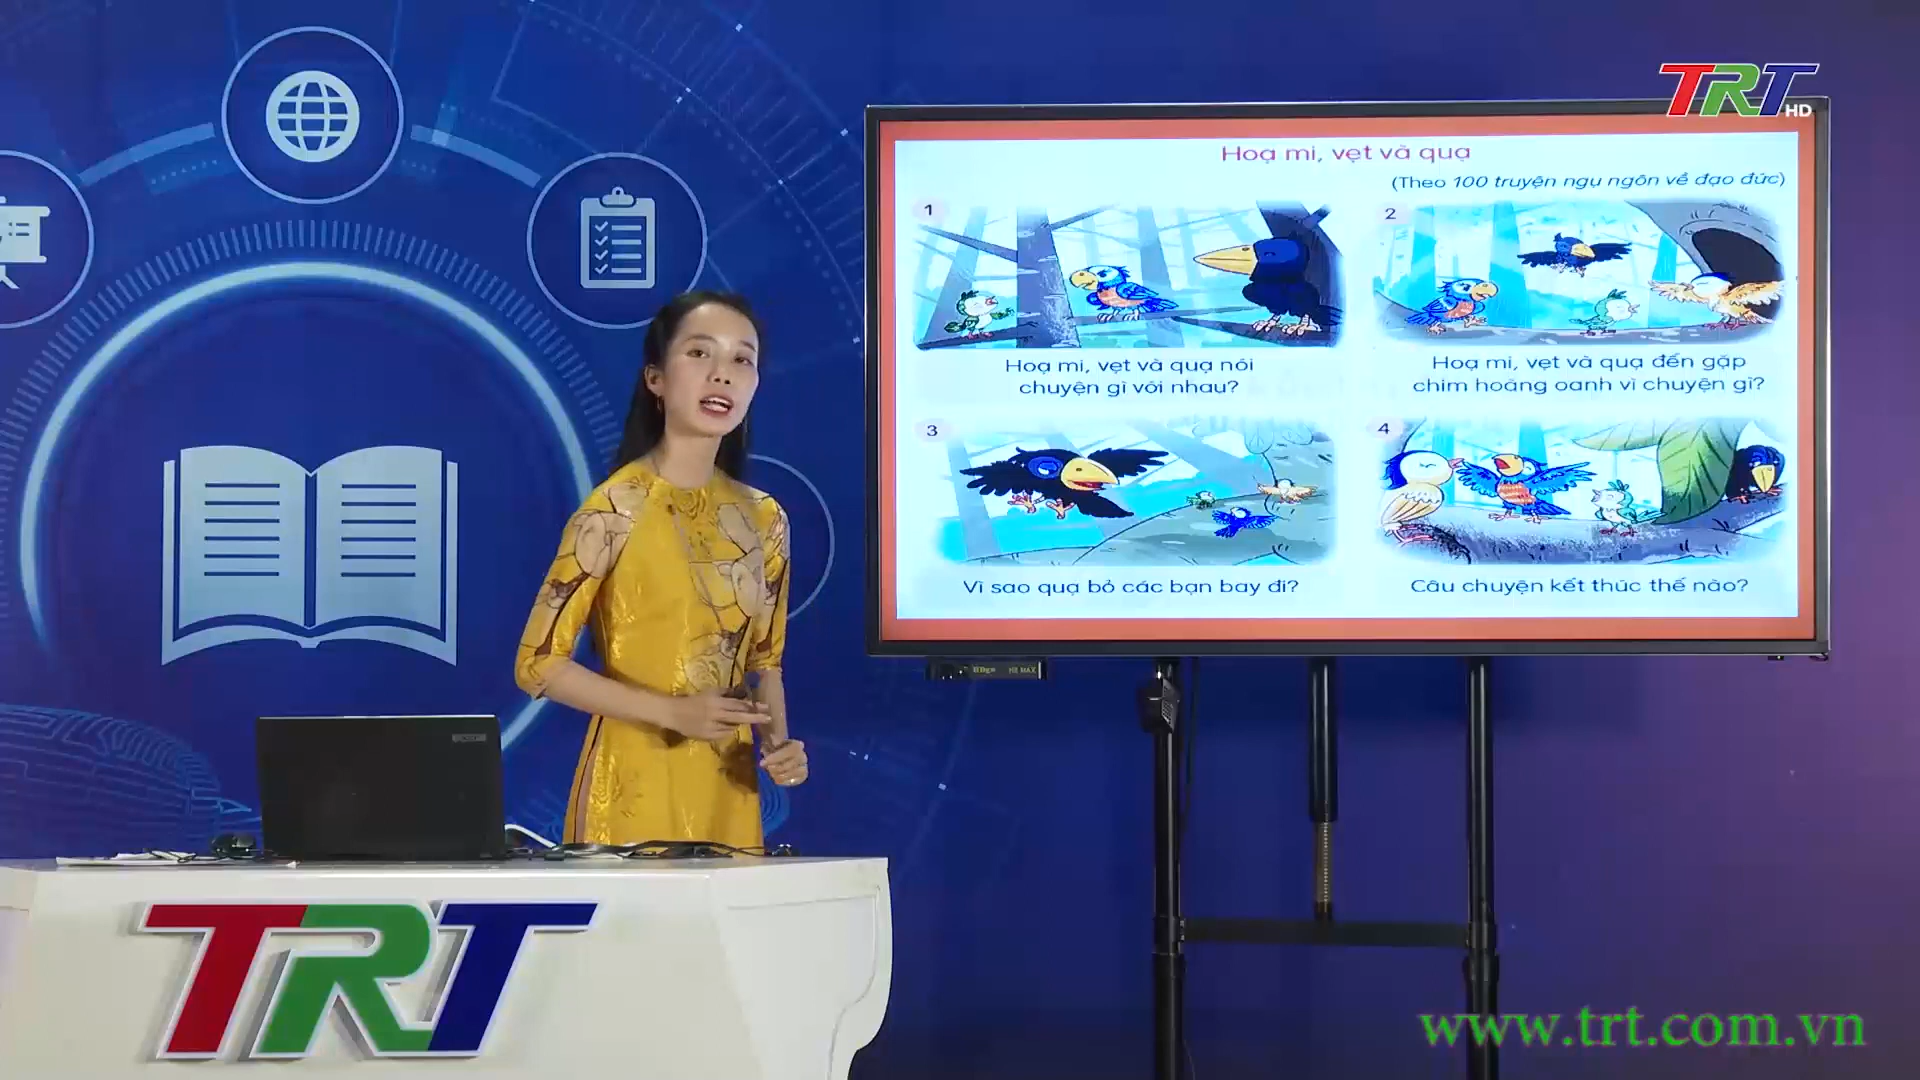 TRT HD
Hoạ mi, vẹt và quạ
(Theo 100 truyện ngụ ngôn về đạo đức)
1
2
Hoạ mi, vẹt và quạ nói
chuyện gì với nhau?
Hoạ mi, vẹt và quạ đến gặp
chim hoàng oanh vì chuyện gì?
3
4
Vì sao quạ bỏ các bạn bay đi?
Câu chuyện kết thúc thế nào?
H8 MAX
TRT
www.trt.com.vn